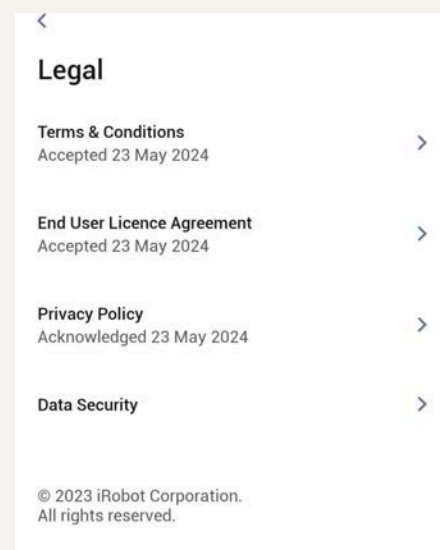 Legal
Terms & Conditions
Accepted 23 May 2024
End User Licence Agreement
Accepted 23 May 2024
Privacy Policy
Acknowledged 23 May 2024
Data Security
© 2023 iRobot Corporation.
All rights reserved.